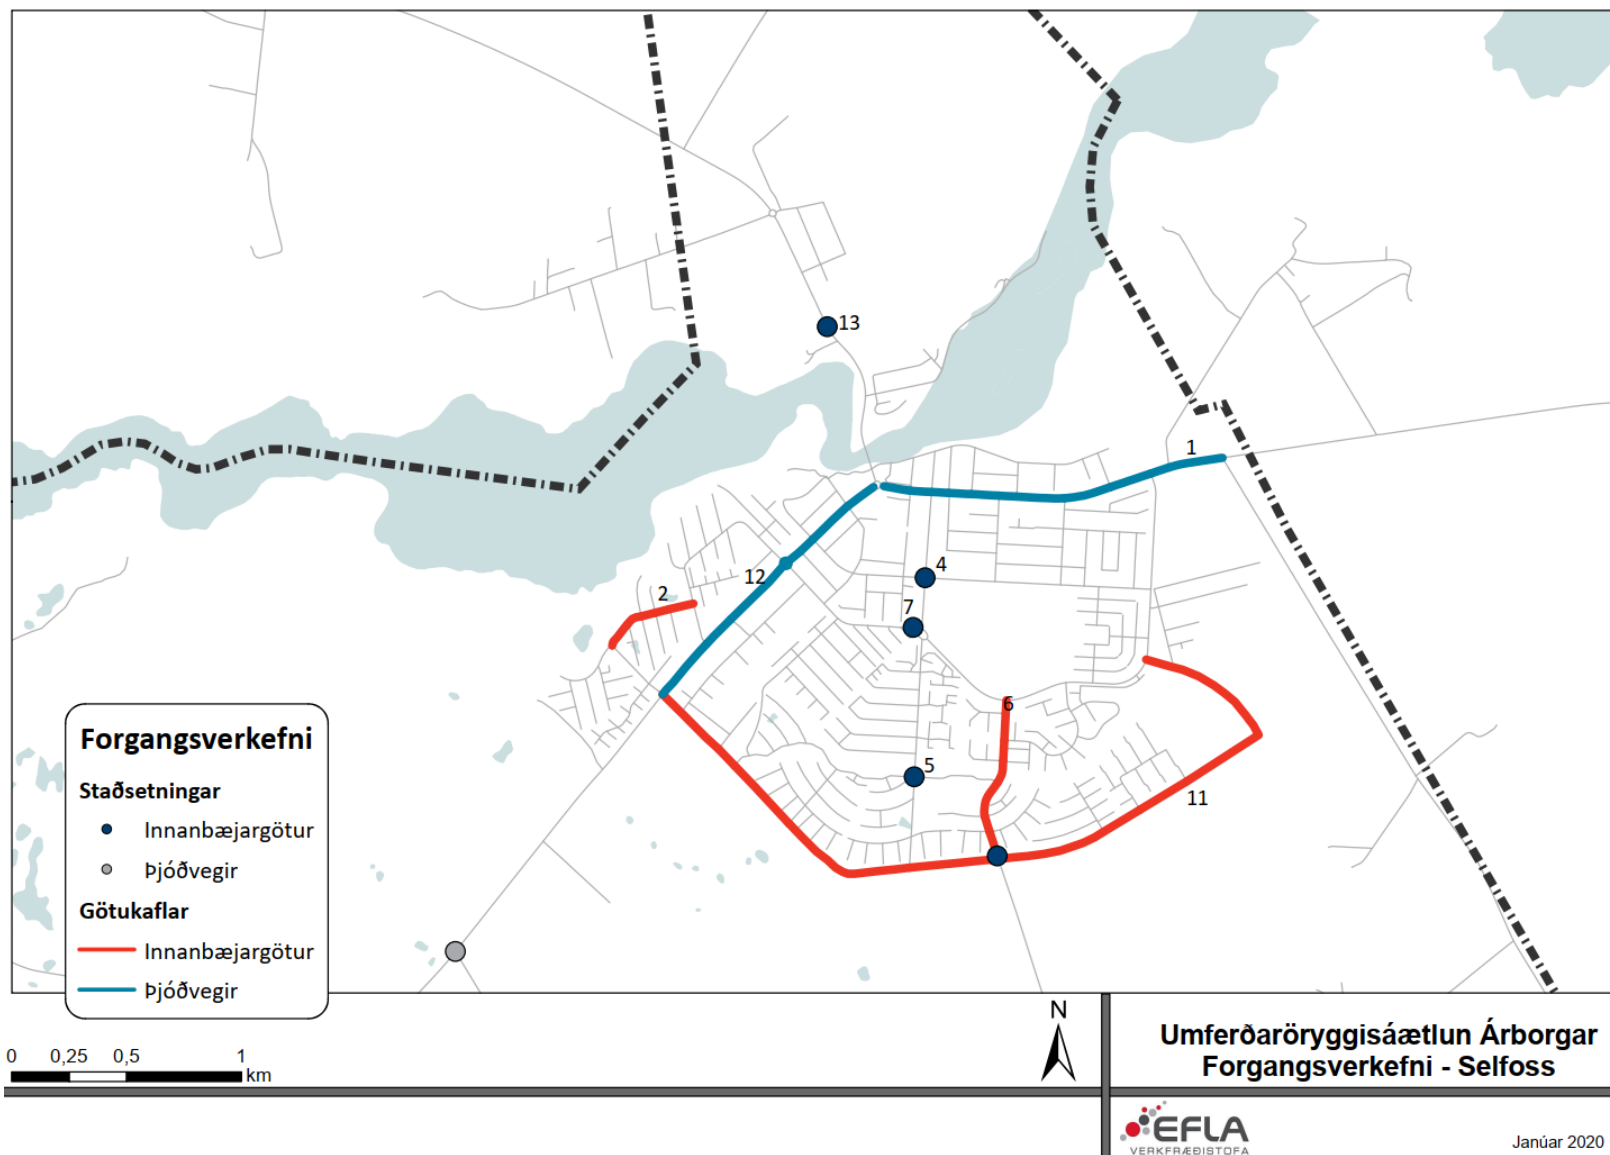 13
1
4
12
2
7
6
5
11
Forgangsverkefni
Staðsetningar
Innanbæjargötur
Þjóðvegir
Götukaflar
Innanbæjargötur
Þjóðvegir
0 0,25 0,5 1
km
N
Umferðaröryggisáætlun Árborgar
Forgangsverkefni - Selfoss
EFLA
VERKFRÆÐISTOFA
Janúar 2020